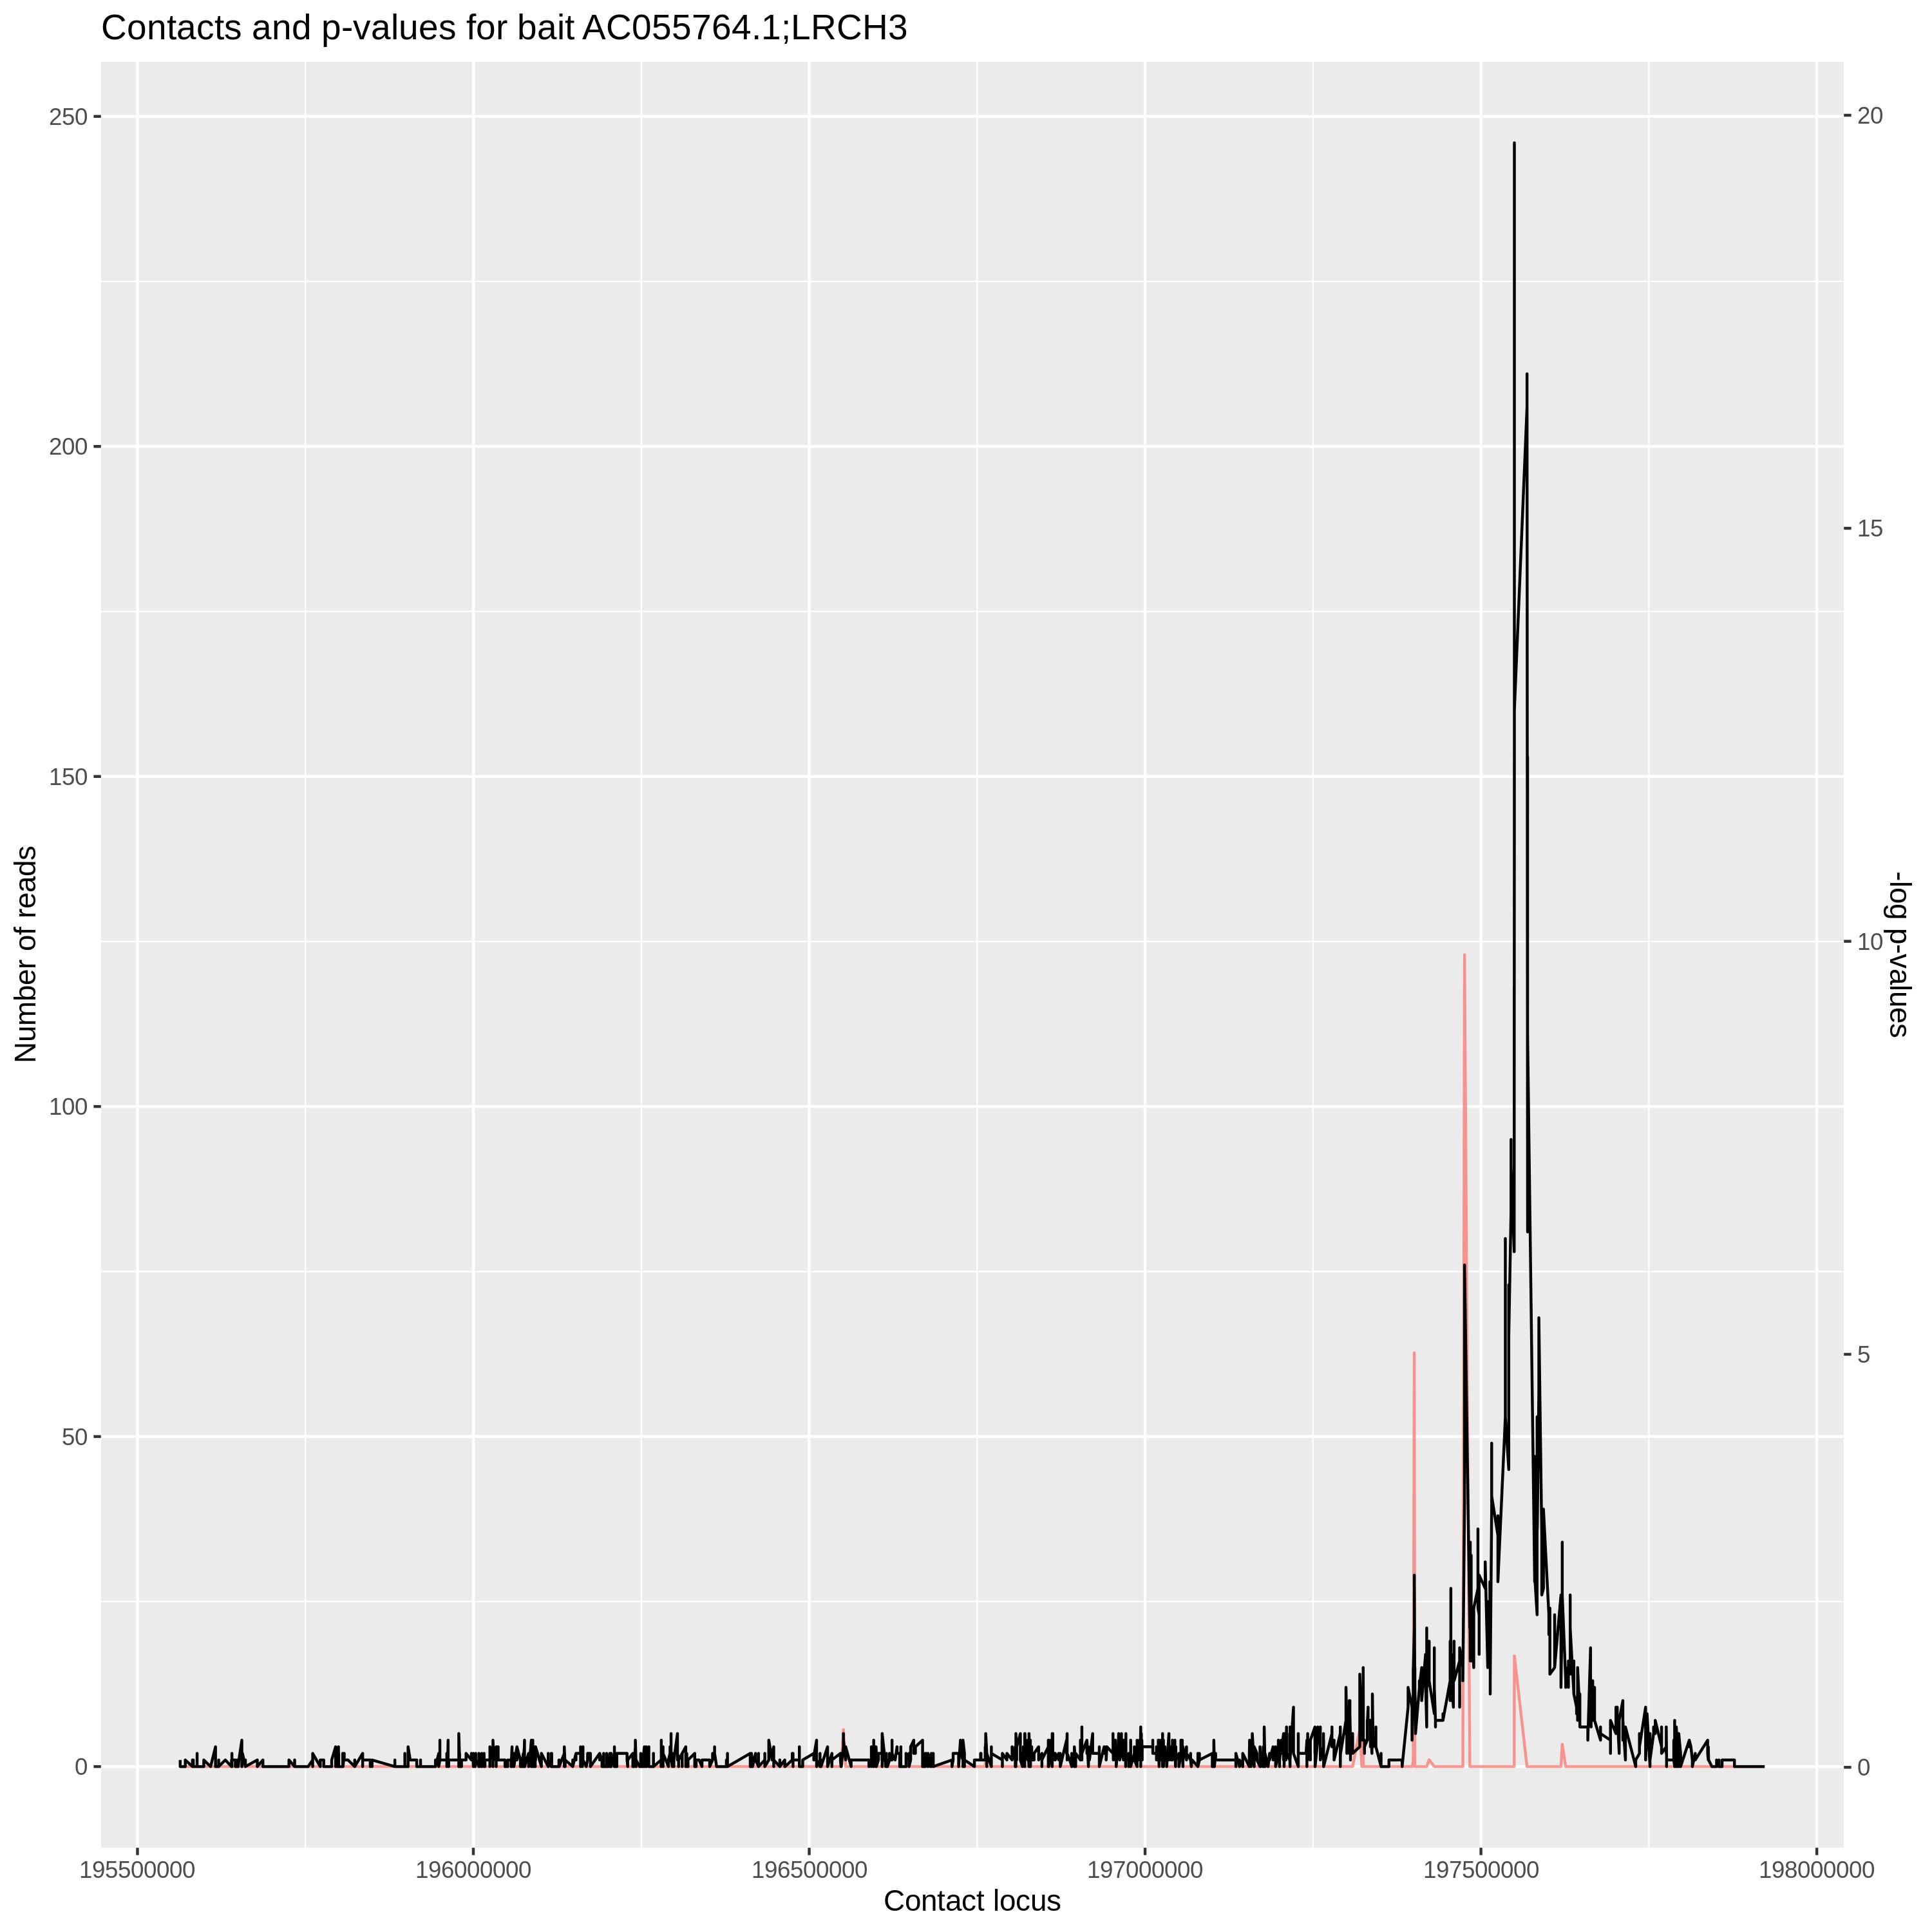 Contacts and p-values for bait AC055764.1;LRCH3
250
200
150
100
50
0
Number of reads
20
15
10
5
0
-log p-values
195500000 196000000 196500000 197000000 197500000 198000000
Contact locus